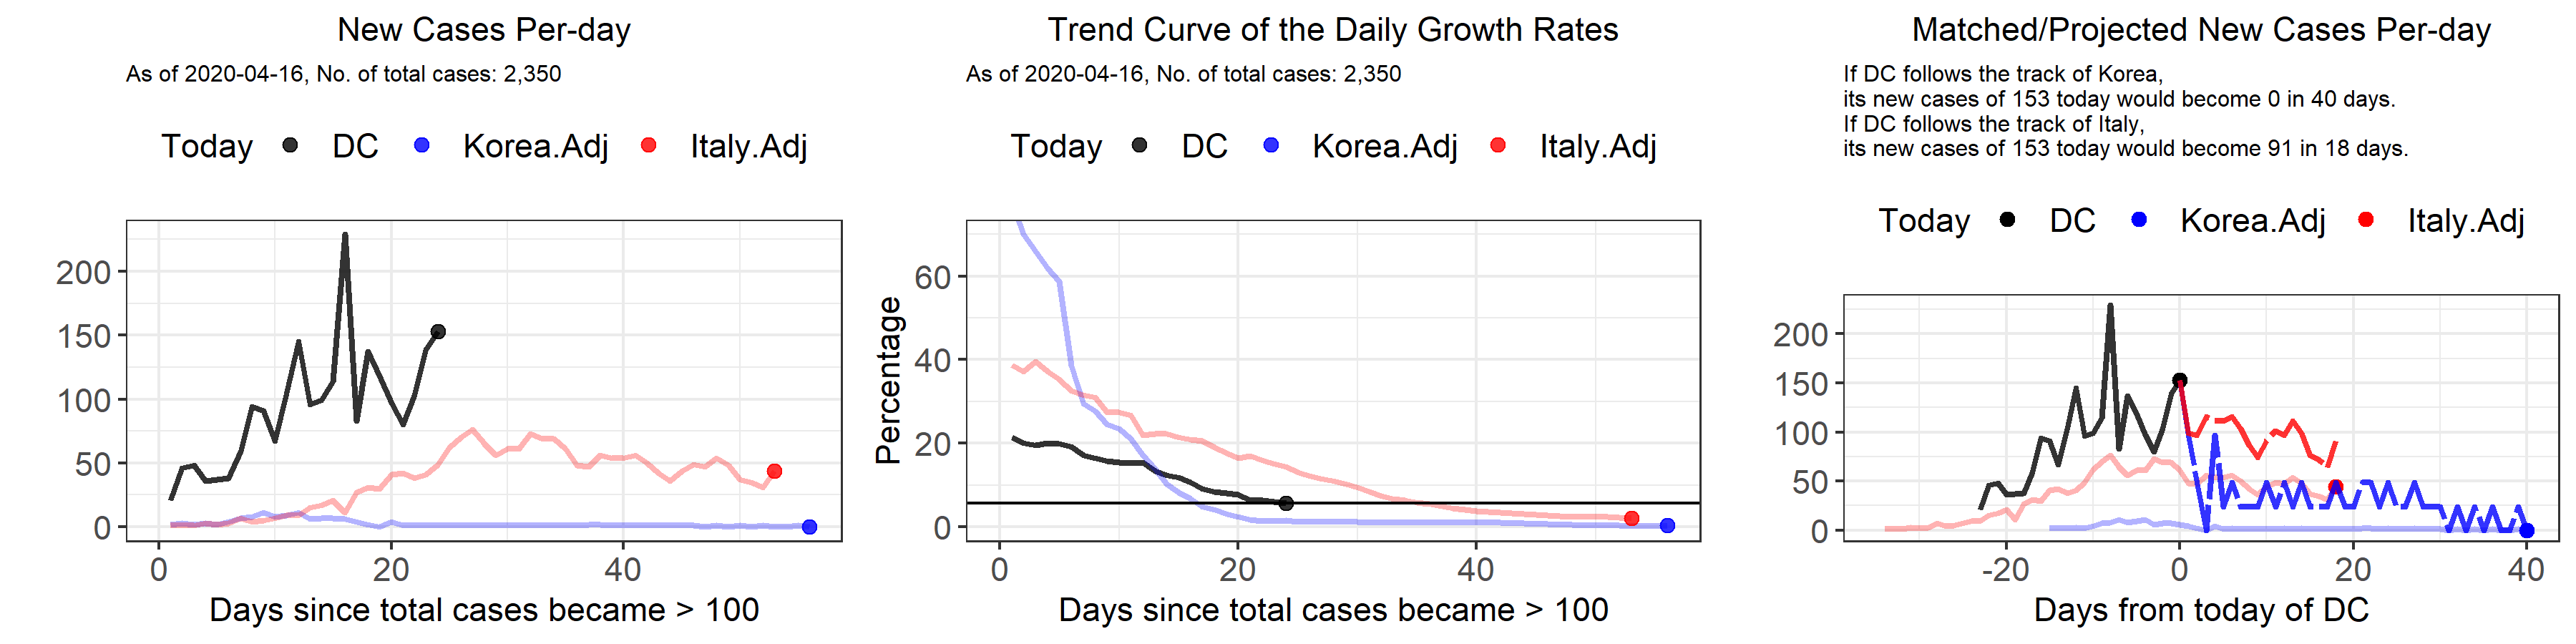 New Cases Per-day
As of 2020-04-16, No. of total cases: 2,350
Today DC Korea.Adj Italy.Adj
200
150
100
50
0
0 20 40
Days since total cases became > 100
Trend Curve of the Daily Growth Rates
As of 2020-04-16, No. of total cases: 2,350
Today DC Korea.Adj Italy.Adj
Percentage
60
40
20
0
0 20 40
Days since total cases became > 100
Matched/Projected New Cases Per-day
If DC follows the track of Korea,
its new cases of 153 today would become 0 in 40 days.
If DC follows the track of Italy,
its new cases of 153 today would become 91 in 18 days.
Today DC Korea.Adj Italy.Adj
200
150
100
50
0
-20 0 20 40
Days from today of DC